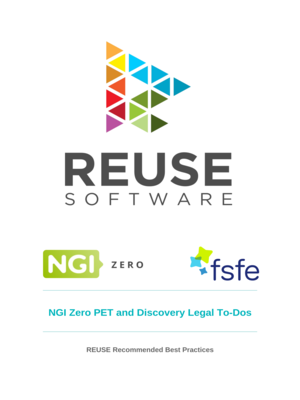 REUSE
SOFTWARE
NGI ZERO
fsfe
NGI Zero PET and Discovery Legal To-Dos
REUSE Recommended Best Practices